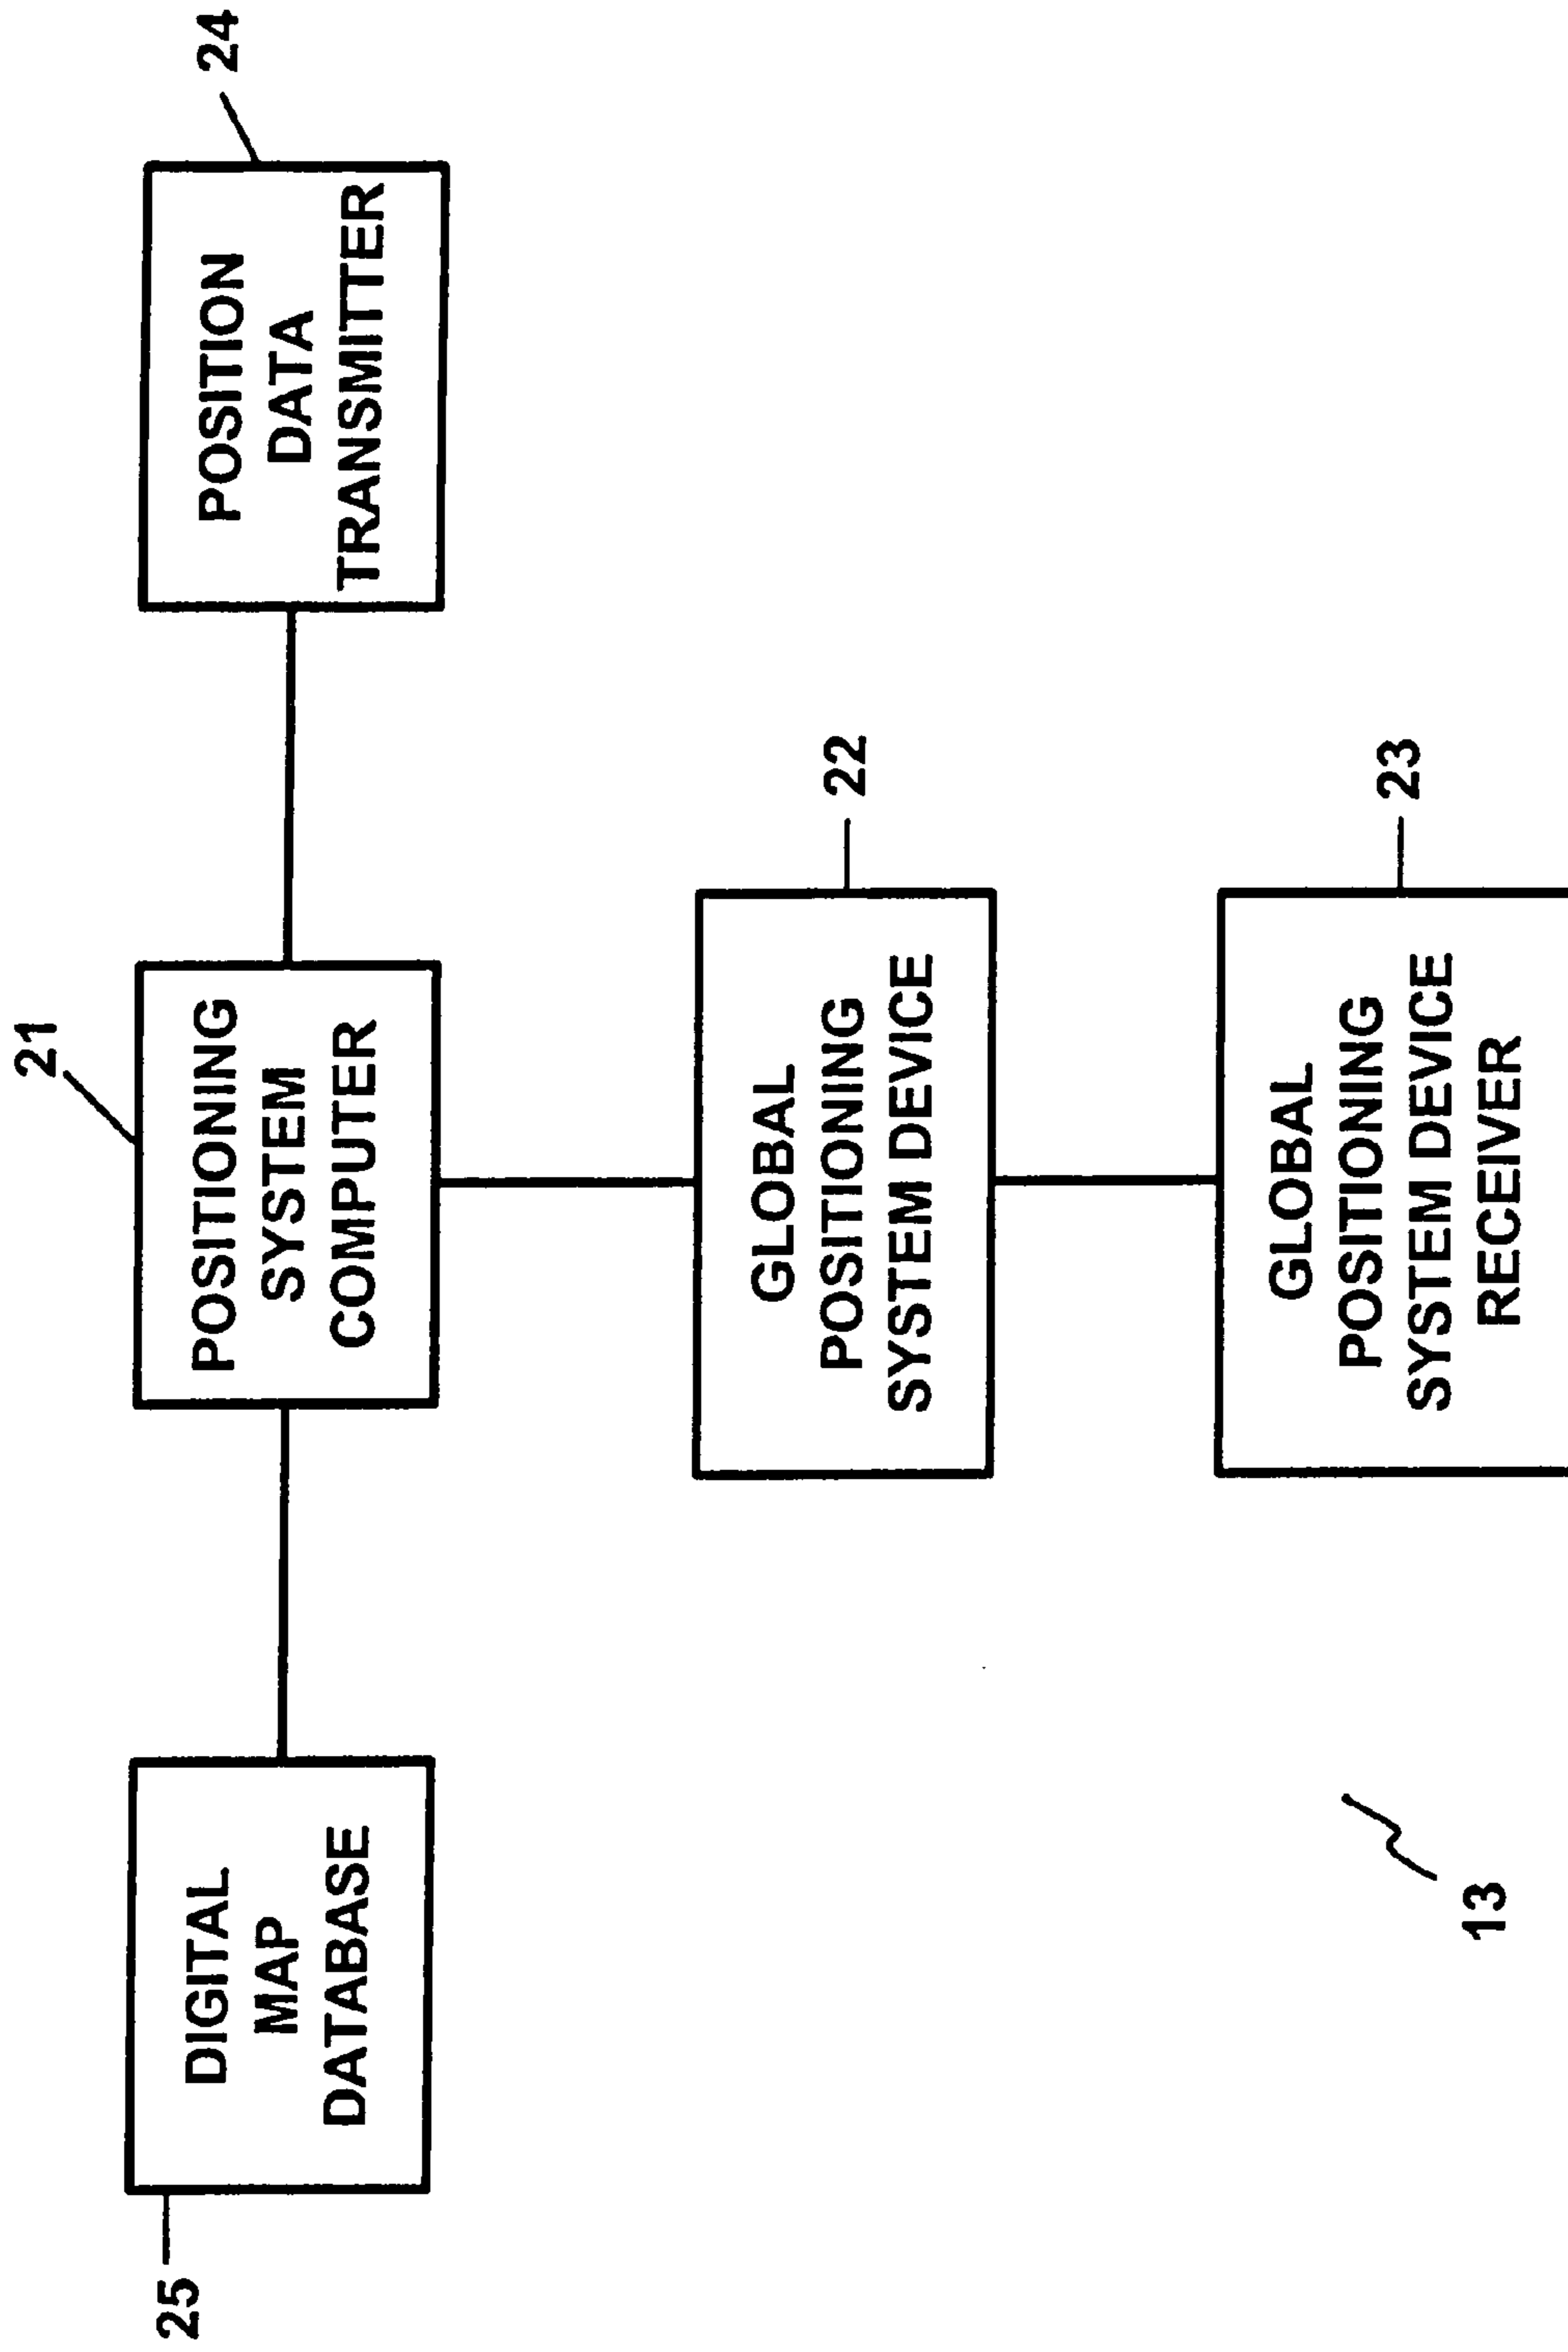 21
25
DIGITAL
MAP
DATABASE
POSITIONING
SYSTEM
COMPUTER
POSITION
DATA
TRANSMITTER
24
GLOBAL
POSITIONING
SYSTEM DEVICE
22
GLOBAL
POSITIONING
SYSTEM DEVICE
RECEIVER
23
13